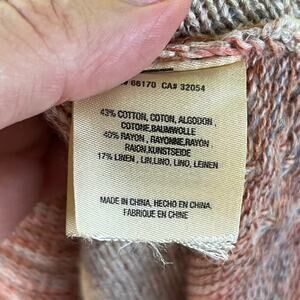 # 66170 CA# 32054
43% COTTON, COTON, ALGODON,
COTONE,BAUMWOLLE
40% RAYON, RAYONNE,RAYON
RAION,KUNSTSEIDE
17% LINEN, LIN,LINO, LINO, LEINEN
MADE IN CHINA, HECHO EN CHINA,
FABRIQUE EN CHINE